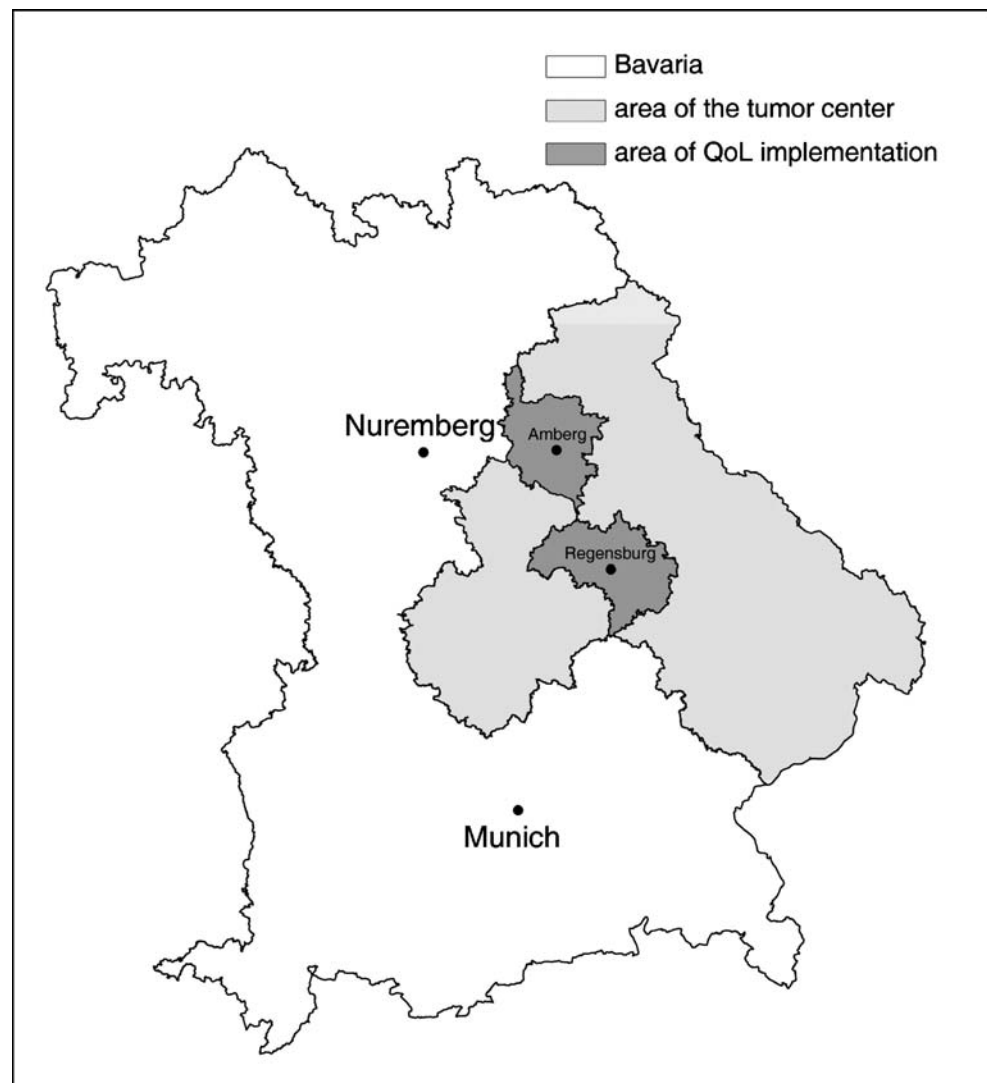 Bavaria
area of the tumor center
area of QoL implementation
Nuremberg
Amberg
Regensburg
Munich